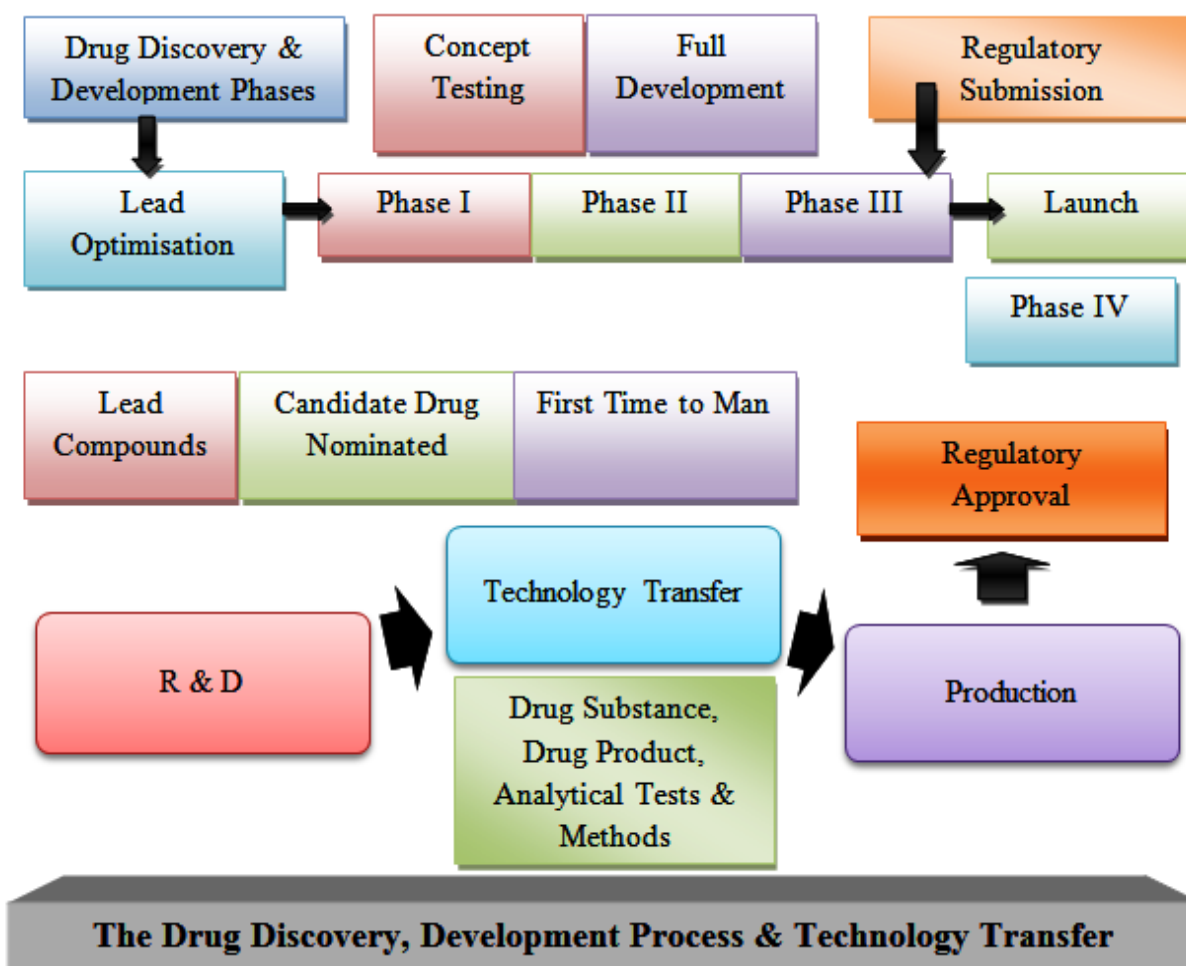 Drug Discovery &
Development Phases
Concept
Testing
Full
Development
Regulatory
Submission
Lead
Optimisation
Phase I
Phase II
Phase III
Launch
Phase IV
Lead
Compounds
Candidate Drug
Nominated
First Time to Man
Regulatory
Approval
Technology Transfer
R & D
Production
Drug Substance,
Drug Product,
Analytical Tests &
Methods
The Drug Discovery, Development Process & Technology Transfer